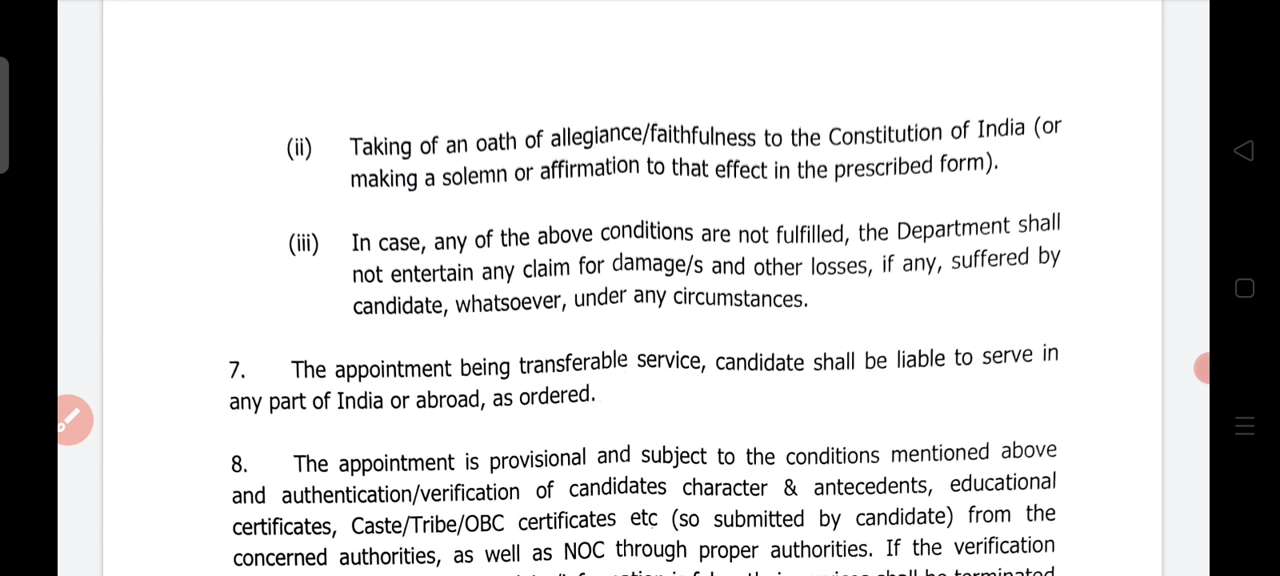 (ii) Taking of an oath of allegiance/faithfulness to the Constitution of India (or
making a solemn or affirmation to that effect in the prescribed form).
(iii) In case, any of the above conditions are not fulfilled, the Department shall
not entertain any claim for damage/s and other losses, if any, suffered by
candidate, whatsoever, under any circumstances.
7. The appointment being transferable service, candidate shall be liable to serve in
any part of India or abroad, as ordered.
8. The appointment is provisional and subject to the conditions mentioned above
and authentication/verification of candidates character & antecedents, educational
certificates, Caste/Tribe/OBC certificates etc (so submitted by candidate) from the
concerned authorities, as well as NOC through proper authorities. If the verification
shall be terminated